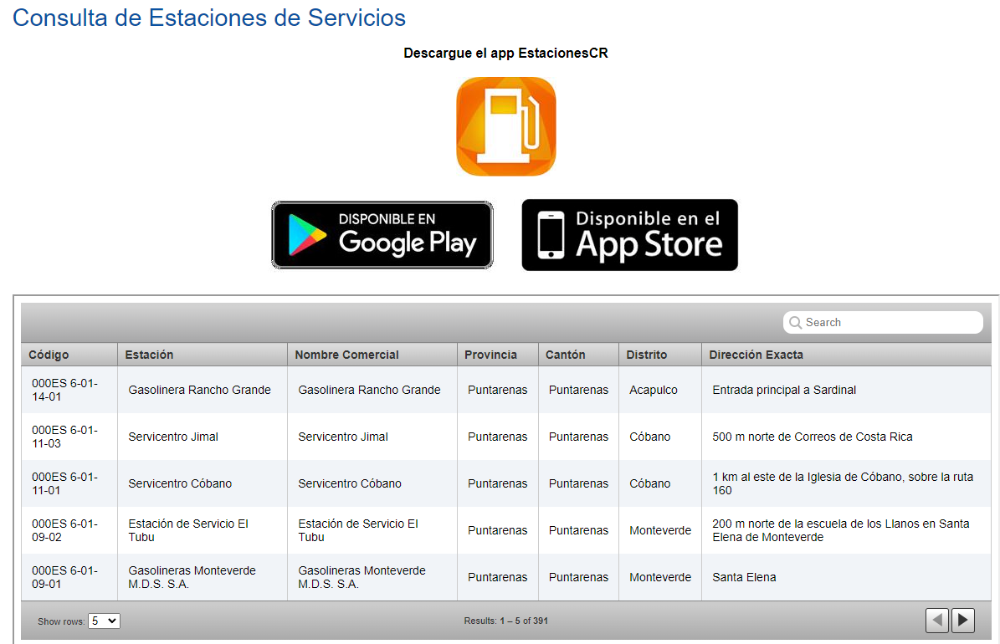 Consulta de Estaciones de Servicios
Descargue el app EstacionesCR
DISPONIBLE EN
Google Play
Disponible en el
App Store
Search
Código Estación Nombre Comercial Provincia Cantón Distrito Dirección Exacta
000ES 6-01-
14-01
Gasolinera Rancho Grande
Gasolinera Rancho Grande
Puntarenas
Puntarenas
Acapulco
Entrada principal a Sardinal
000ES 6-01-
11-03
Servicentro Jimal
Servicentro Jimal
Puntarenas
Puntarenas
Cóbano
500 m norte de Correos de Costa Rica
000ES 6-01-
11-01
Servicentro Cóbano
Servicentro Cóbano
Puntarenas
Puntarenas
Cóbano
1 km al este de la Iglesia de Cóbano, sobre la ruta
160
000ES 6-01-
09-02
Estación de Servicio El
Tubu
Estación de Servicio El
Tubu
Puntarenas
Puntarenas
Monteverde
200 m norte de la escuela de los Llanos en Santa
Elena de Monteverde
000ES 6-01-
09-01
Gasolineras Monteverde
M.D.S. S.A.
Gasolineras Monteverde
M.D.S. S.A.
Puntarenas
Puntarenas
Monteverde
Santa Elena
Show rows: 5
Results: 1 – 5 of 391